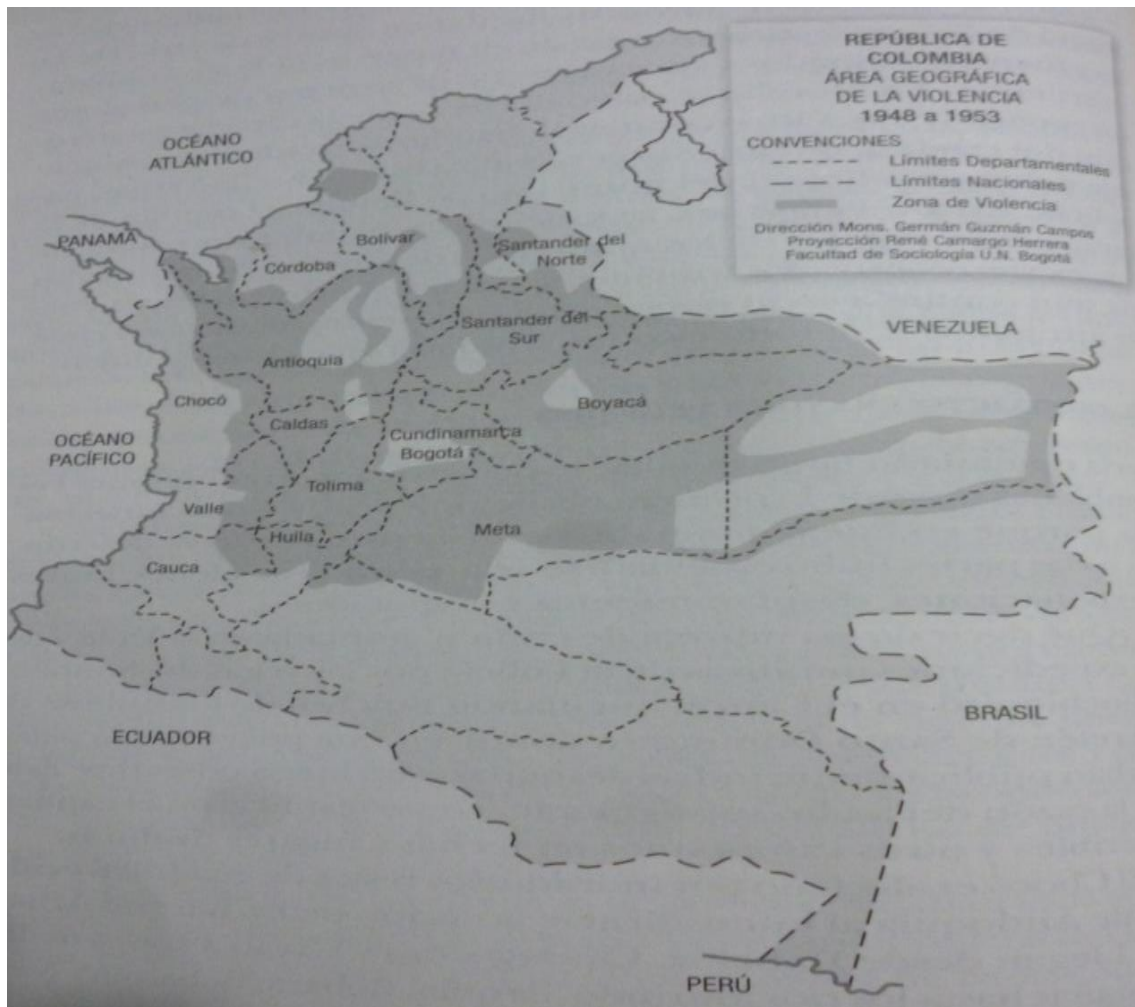 REPÚBLICA DE
COLOMBIA
ÁREA GEOGRÁFICA
DE LA VIOLENCIA
1948 a 1953
CONVENCIONES
Límites Departamentales
Límites Nacionales
Zona de Violencia
Dirección Mons. Germán Guzmán Campos
Proyección René Camargo Herrera
Facultad de Sociología U.N. Bogotá
OCÉANO
ATLÁNTICO
PANAMÁ
Bolívar
Santander del
Norte
Córdoba
VENEZUELA
Santander del
Sur
Antioquia
Chocó
Boyacá
Caldas
Cundinamarca
OCÉANO
PACÍFICO
Bogotá
Tolima
Valle
Meta
Huila
Cauca
BRASIL
ECUADOR
PERÚ